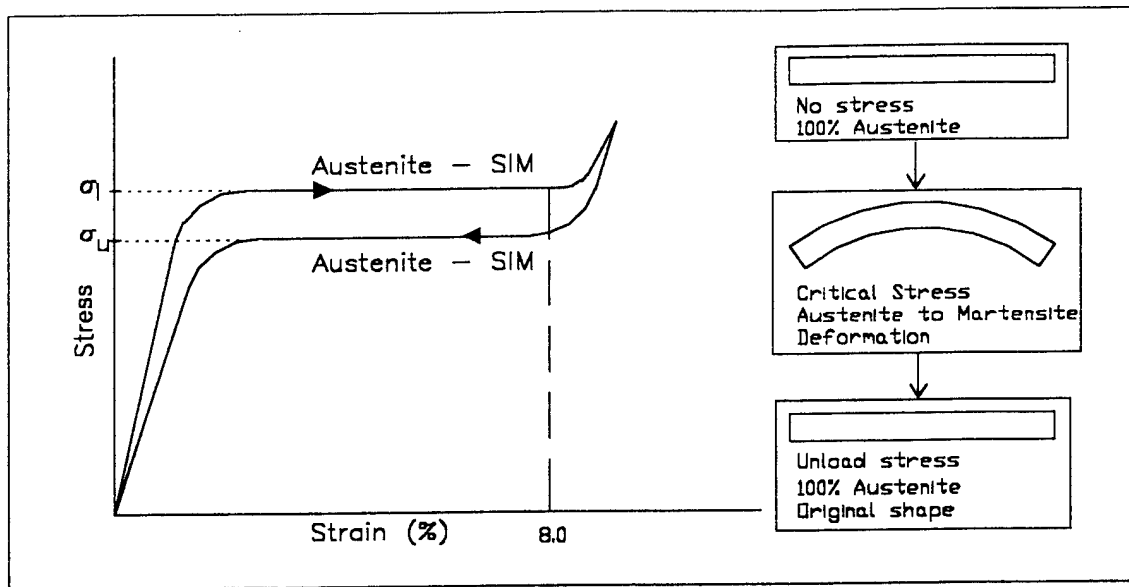 Stress
σl
σu
Austenite – SIM
Austenite – SIM
Strain (%)
8.0
No stress
100% Austenite
Critical Stress
Austenite to Martensite
Deformation
Unload stress
100% Austenite
Original shape